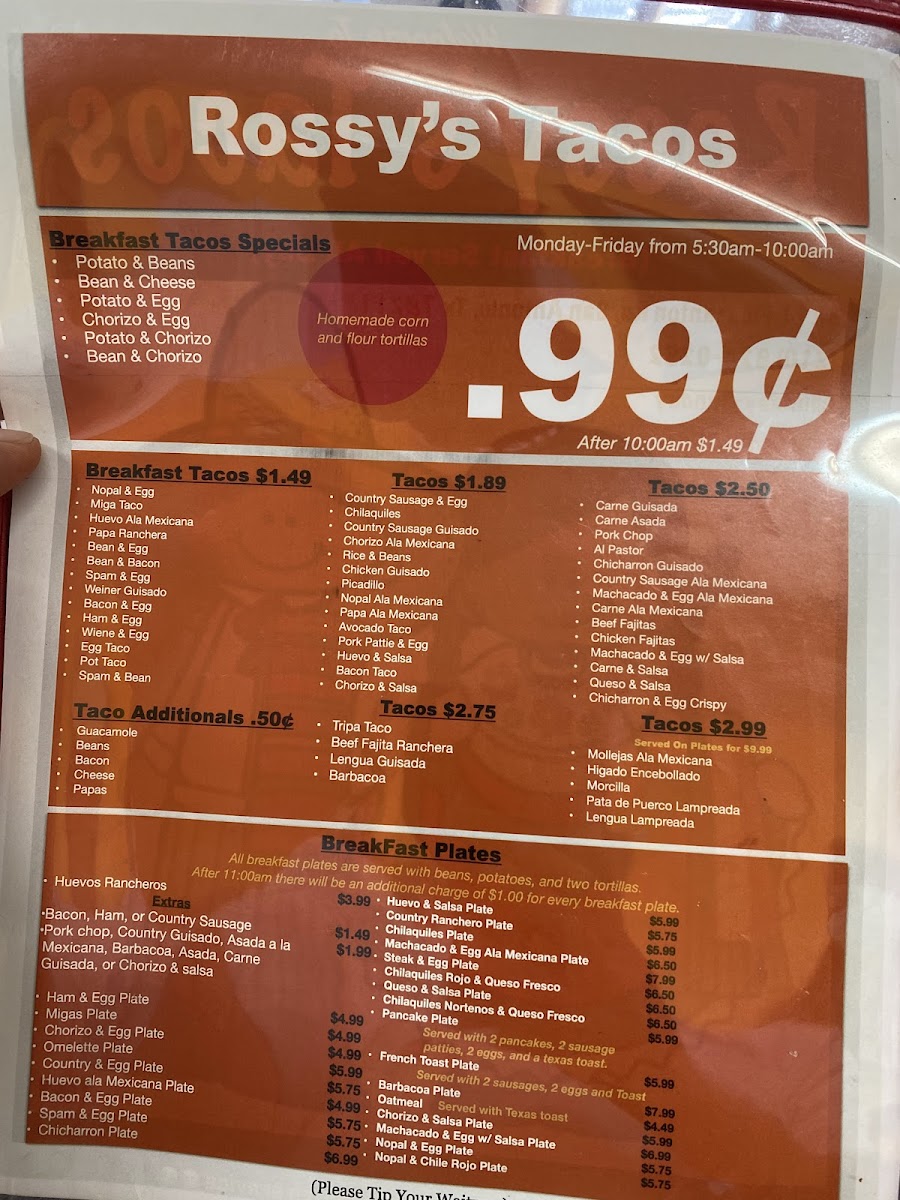 Rossy's Tacos
Breakfast Tacos Specials
• Potato & Beans
• Bean & Cheese
• Potato & Egg
• Chorizo & Egg
• Potato & Chorizo
• Bean & Chorizo
Homemade corn
and flour tortillas
Monday-Friday from 5:30am-10:00am
.99¢
After 10:00am $1.49
Breakfast Tacos $1.49
• Nopal & Egg
• Miga Taco
• Huevo Ala Mexicana
• Papa Ranchera
• Bean & Egg
• Bean & Bacon
• Spam & Egg
• Weiner Guisado
• Bacon & Egg
• Ham & Egg
• Wiene & Egg
• Egg Taco
• Pot Taco
• Spam & Bean
Taco Additionals .50¢
• Guacamole
• Beans
• Bacon
• Cheese
• Papas
Tacos $1.89
• Country Sausage & Egg
• Chilaquiles
• Country Sausage Guisado
• Chorizo Ala Mexicana
• Rice & Beans
• Chicken Guisado
• Picadillo
• Nopal Ala Mexicana
• Papa Ala Mexicana
• Avocado Taco
• Pork Pattie & Egg
• Huevo & Salsa
• Bacon Taco
• Chorizo & Salsa
Tacos $2.75
• Tripa Taco
• Beef Fajita Ranchera
• Lengua Guisada
• Barbacoa
Tacos $2.50
• Carne Guisada
• Carne Asada
• Pork Chop
• Al Pastor
• Chicharron Guisado
• Country Sausage Ala Mexicana
• Machacado & Egg Ala Mexicana
• Carne Ala Mexicana
• Beef Fajitas
• Chicken Fajitas
• Machacado & Egg w/ Salsa
• Carne & Salsa
• Queso & Salsa
• Chicharron & Egg Crispy
Tacos $2.99
Served On Plates for $9.99
• Mollejas Ala Mexicana
• Higado Encebollado
• Morcilla
• Pata de Puerco Lampreada
• Lengua Lampreada
BreakFast Plates
All breakfast plates are served with beans, potatoes, and two tortillas.
After 11:00am there will be an additional charge of $1.00 for every breakfast plate.
• Huevos Rancheros $3.99
Extras
•Bacon, Ham, or Country Sausage $1.49
•Pork chop, Country Guisado, Asada a la $1.99
Mexicana, Barbacoa, Asada, Carne
Guisada, or Chorizo & salsa
• Ham & Egg Plate $4.99
• Migas Plate $4.99
• Chorizo & Egg Plate $4.99
• Omelette Plate $5.99
• Country & Egg Plate $5.75
• Huevo ala Mexicana Plate $4.99
• Bacon & Egg Plate $5.75
• Spam & Egg Plate $5.75
• Chicharron Plate $6.99
• Huevo & Salsa Plate $5.99
• Country Ranchero Plate $5.75
• Chilaquiles Plate $5.99
• Machacado & Egg Ala Mexicana Plate $6.50
• Steak & Egg Plate $7.99
• Chilaquiles Rojo & Queso Fresco $6.50
• Queso & Salsa Plate $6.50
• Chilaquiles Nortenos & Queso Fresco $6.50
• Pancake Plate $5.99
Served with 2 pancakes, 2 sausage
patties, 2 eggs, and a texas toast.
• French Toast Plate $5.99
Served with 2 sausages, 2 eggs and Toast
• Barbacoa Plate $7.99
• Oatmeal Served with Texas toast $4.49
• Chorizo & Salsa Plate $5.99
• Machacado & Egg w/ Salsa Plate $6.99
• Nopal & Egg Plate $5.75
• Nopal & Chile Rojo Plate $5.75
(Please Tip Your